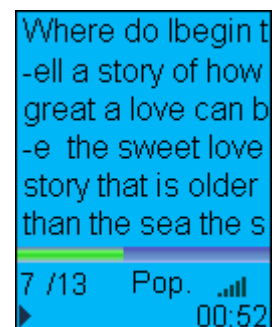 Where do Ibegin t
-ell a story of how
great a love can b
-e the sweet love
story that is older
than the sea the s
7 /13 Pop.
00:52